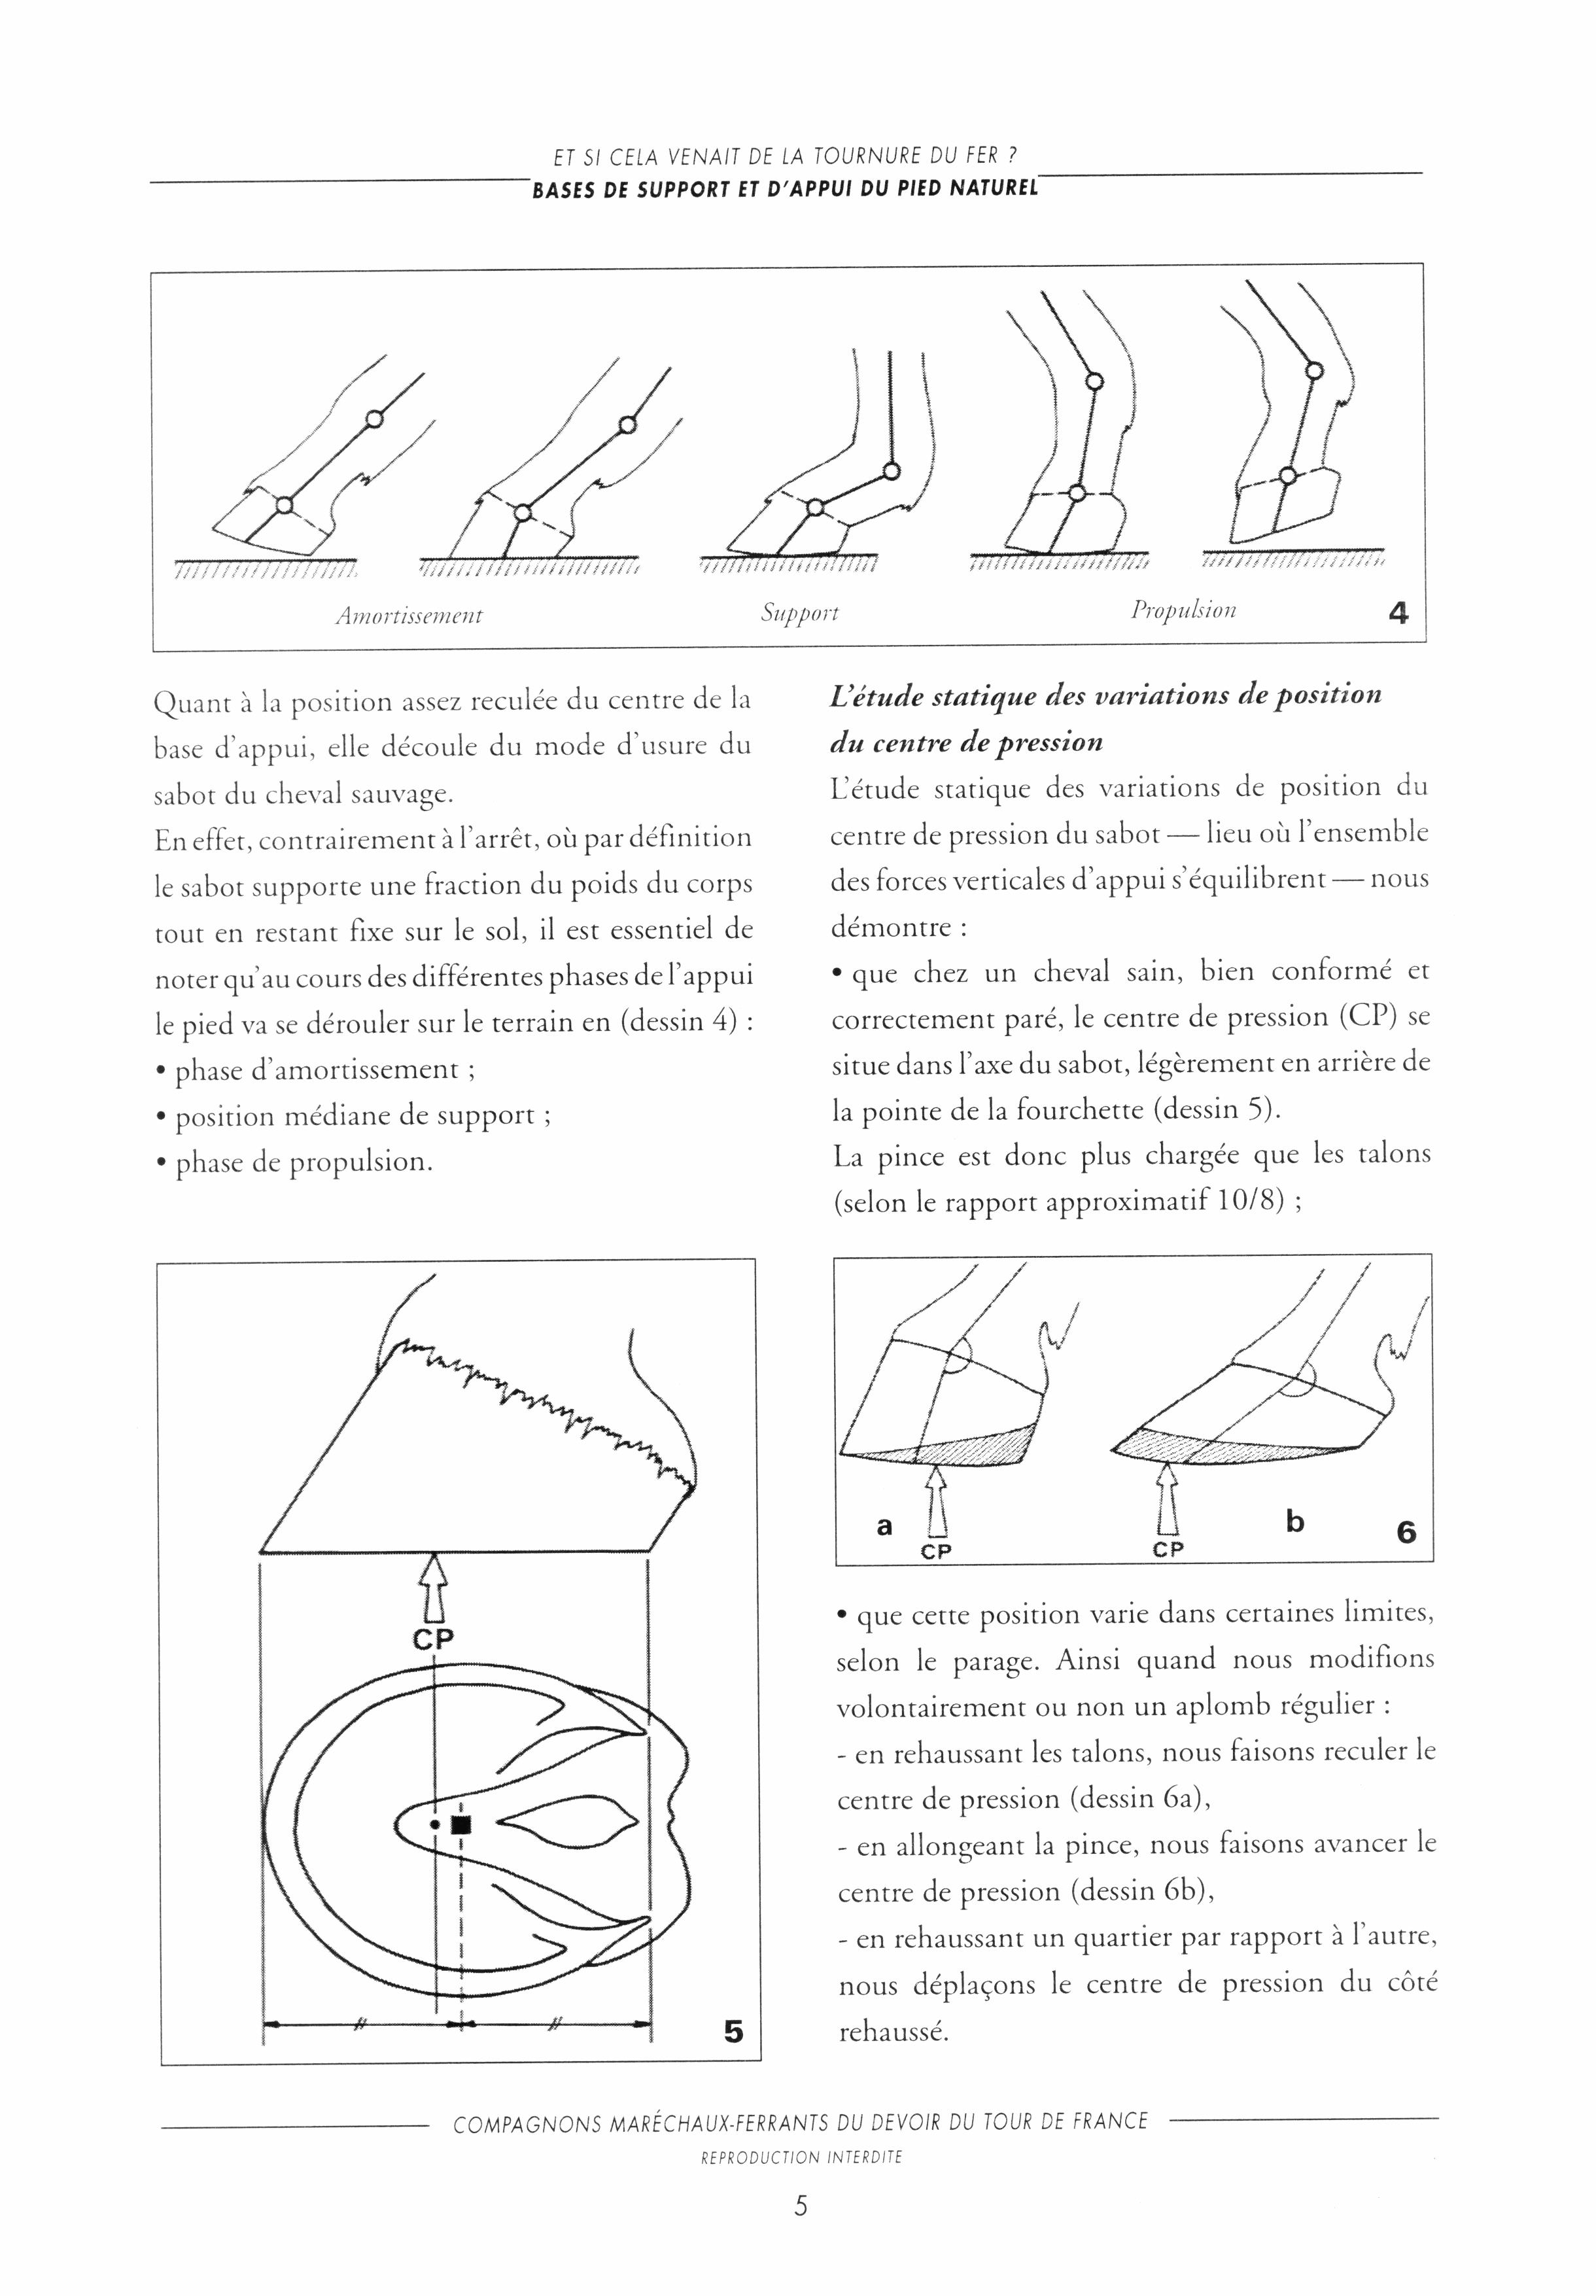 ET SI CELA VENAIT DE LA TOURNURE DU FER ?
BASES DE SUPPORT ET D'APPUI DU PIED NATUREL
Amortissement
Support
Propulsion
4
Quant à la position assez reculée du centre de la
base d'appui, elle découle du mode d'usure du
sabot du cheval sauvage.
En effet, contrairement à l'arrêt, où par définition
le sabot supporte une fraction du poids du corps
tout en restant fixe sur le sol, il est essentiel de
noter qu'au cours des différentes phases de l'appui
le pied va se dérouler sur le terrain en (dessin 4) :
• phase d'amortissement ;
• position médiane de support ;
• phase de propulsion.
CP
5
L'étude statique des variations de position
du centre de pression
L'étude statique des variations de position du
centre de pression du sabot — lieu où l'ensemble
des forces verticales d'appui s'équilibrent — nous
démontre :
• que chez un cheval sain, bien conformé et
correctement paré, le centre de pression (CP) se
situe dans l'axe du sabot, légèrement en arrière de
la pointe de la fourchette (dessin 5).
La pince est donc plus chargée que les talons
(selon le rapport approximatif 10/8) ;
a
CP
CP
b
6
• que cette position varie dans certaines limites,
selon le parage. Ainsi quand nous modifions
volontairement ou non un aplomb régulier :
- en rehaussant les talons, nous faisons reculer le
centre de pression (dessin 6a),
- en allongeant la pince, nous faisons avancer le
centre de pression (dessin 6b),
- en rehaussant un quartier par rapport à l'autre,
nous déplaçons le centre de pression du côté
rehaussé.
COMPAGNONS MARÉCHAUX-FERRANTS DU DEVOIR DU TOUR DE FRANCE
REPRODUCTION INTERDITE
5